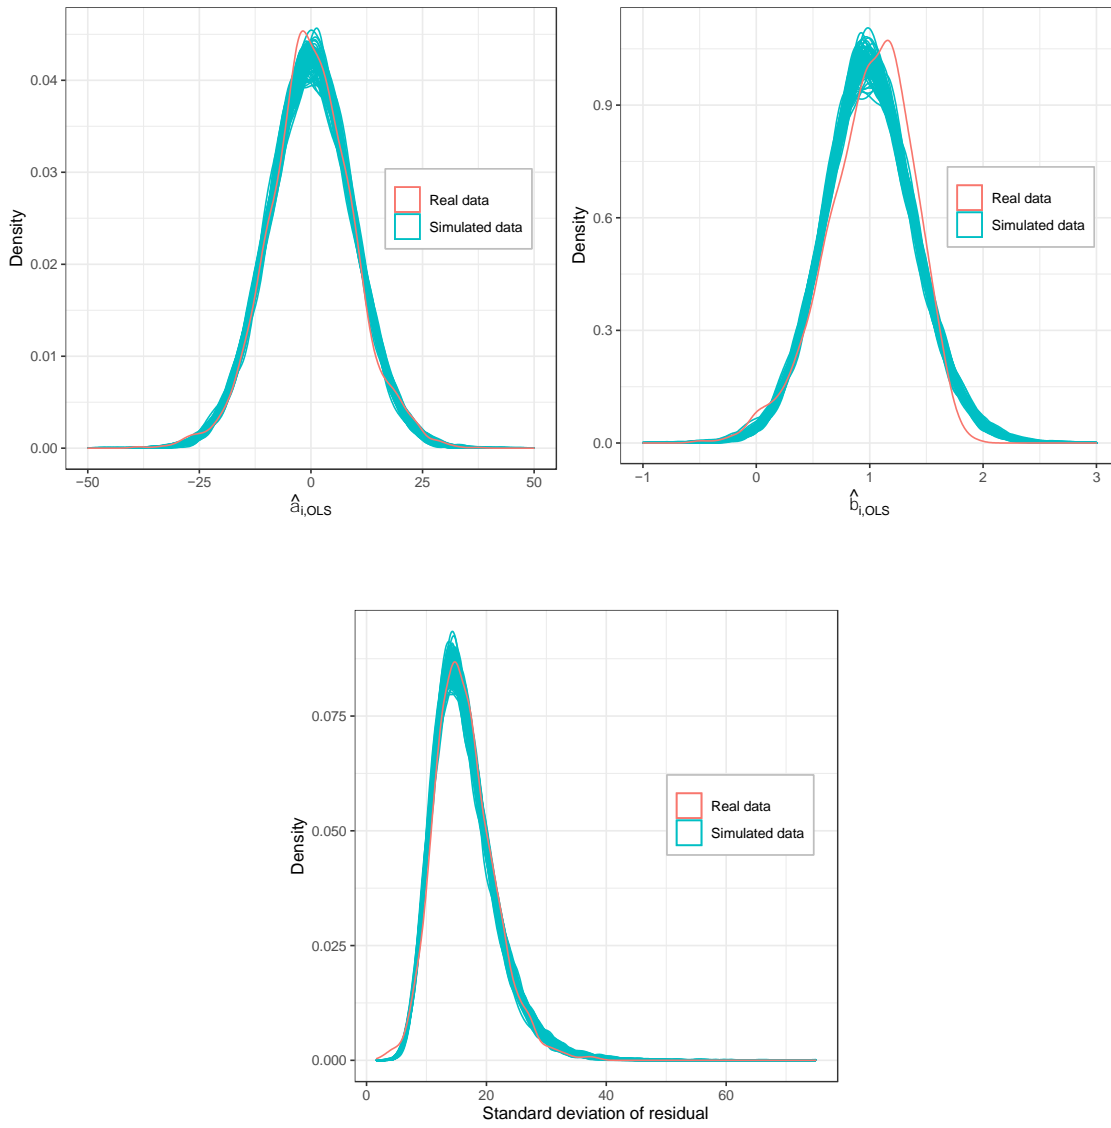 0.04
0.03
0.02
0.01
0.00
Density
−50
−25
0
25
50
â i,OLS
Real data
Simulated data
0.9
0.6
0.3
0.0
Density
−1
0
1
2
3
b̂ i,OLS
Real data
Simulated data
0.075
0.050
0.025
0.000
Density
0
20
40
60
Standard deviation of residual
Real data
Simulated data